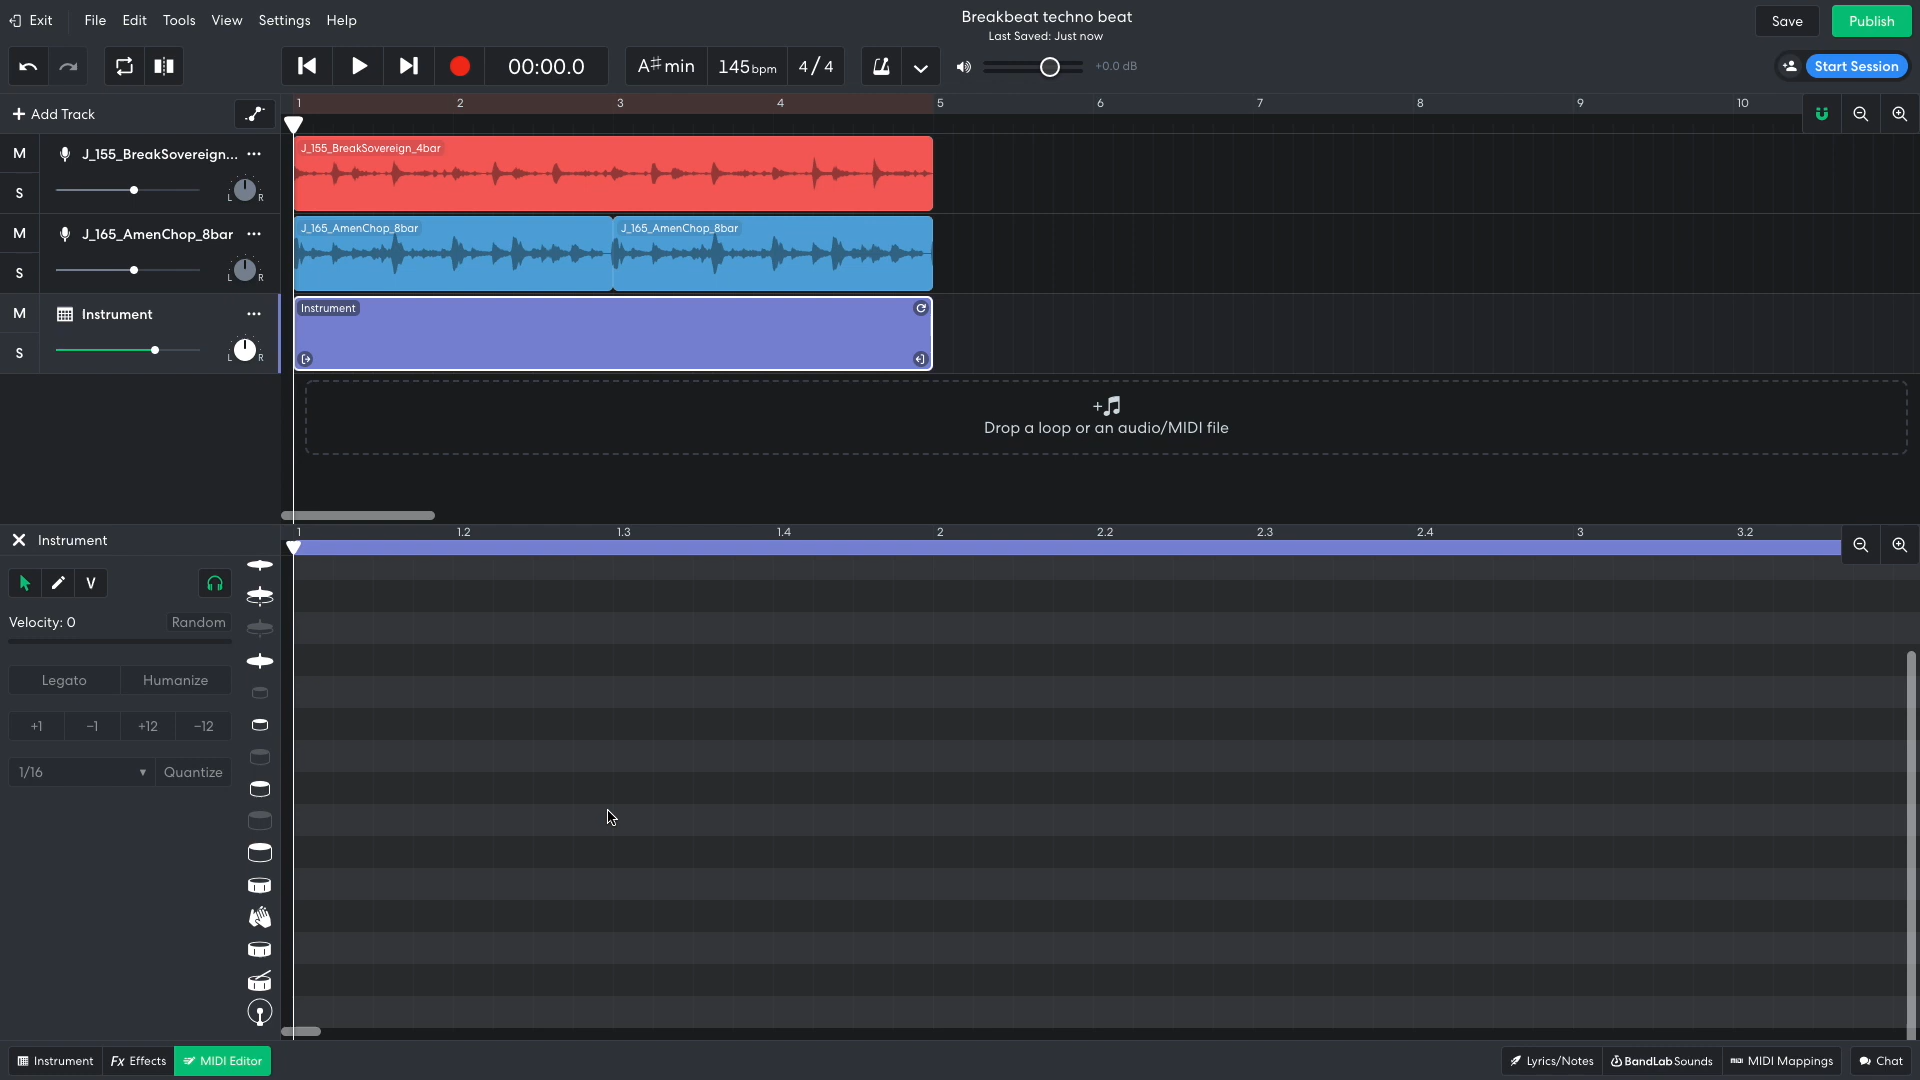 Exit File Edit Tools View Settings Help
Breakbeat techno beat
Last Saved: Just now
Save Publish
00:00.0 A#min 145bpm 4/4 +0.0 dB Start Session
+ Add Track
1 2 3 4 5 6 7 8 9 10
M J_155_BreakSovereign... ...
S L R
J_155_BreakSovereign_4bar
M J_165_AmenChop_8bar ...
S L R
J_165_AmenChop_8bar J_165_AmenChop_8bar
M Instrument ...
S L R
Instrument
Drop a loop or an audio/MIDI file
Instrument
1 1.2 1.3 1.4 2 2.2 2.3 2.4 3 3.2
V
Velocity: 0 Random
Legato Humanize
+1 −1 +12 −12
1/16 Quantize
Instrument Fx Effects MIDI Editor
Lyrics/Notes BandLab Sounds MIDI Mappings Chat